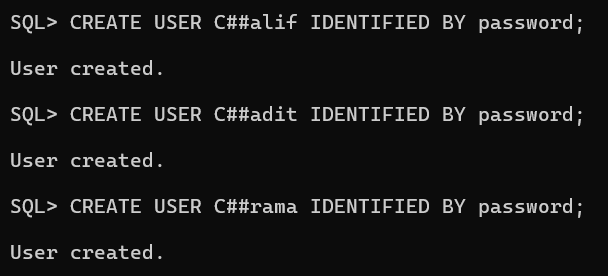 SQL> CREATE USER C##alif IDENTIFIED BY password;
User created.
SQL> CREATE USER C##adit IDENTIFIED BY password;
User created.
SQL> CREATE USER C##rama IDENTIFIED BY password;
User created.